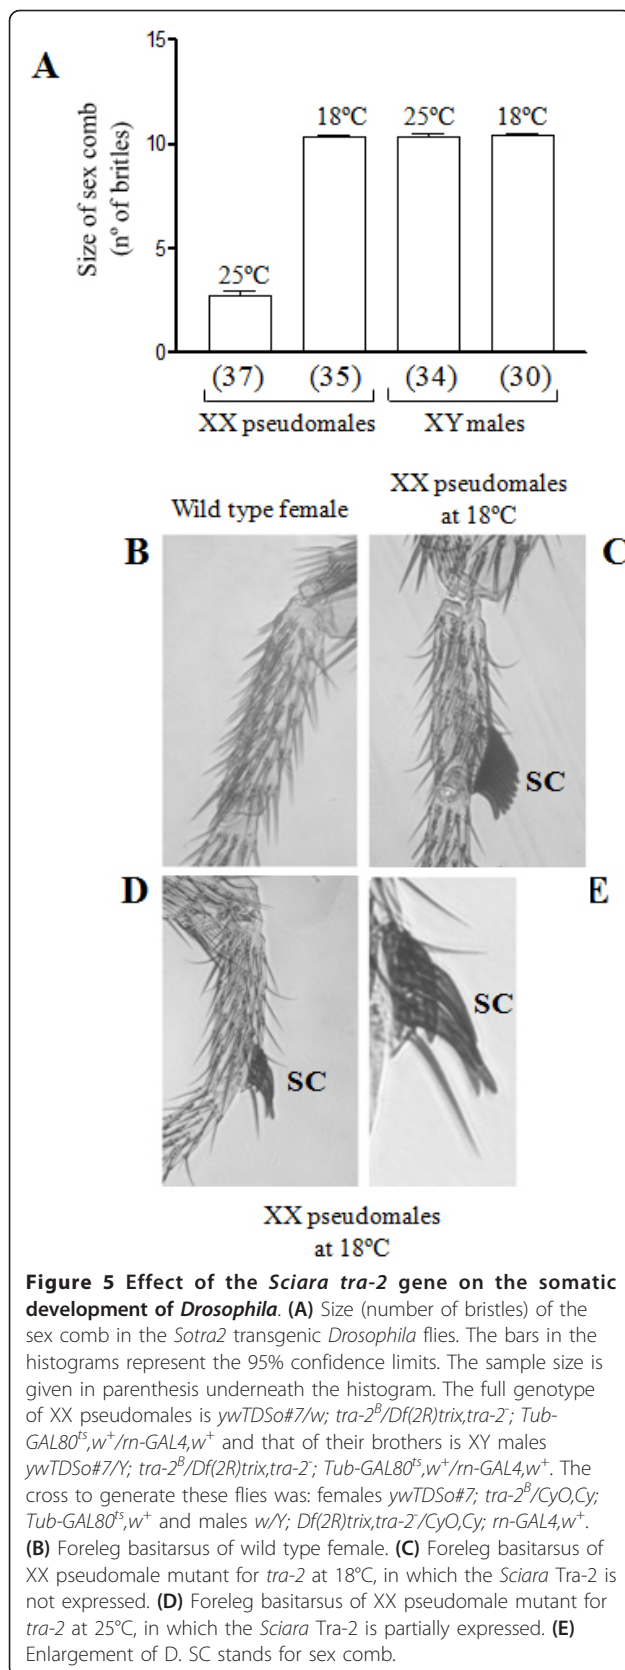 A
Size of sex comb
(nº of britles)
15
10
5
0
25ºC
18ºC
25ºC
18ºC
(37) (35) (34) (30)
XX pseudomales XY males
Wild type female
XX pseudomales
at 18ºC
B
C
SC
D
E
SC
SC
XX pseudomales
at 18ºC
Figure 5 Effect of the Sciara tra-2 gene on the somatic
development of Drosophila. (A) Size (number of bristles) of the
sex comb in the Sotra2 transgenic Drosophila flies. The bars in the
histograms represent the 95% confidence limits. The sample size is
given in parenthesis underneath the histogram. The full genotype
of XX pseudomales is ywTDSo#7/w; tra-2ᴮ/Df(2R)trix,tra-2⁻; Tub-
GAL80ᵗˢ,w⁺/rn-GAL4,w⁺ and that of their brothers is XY males
ywTDSo#7/Y; tra-2ᴮ/Df(2R)trix,tra-2⁻; Tub-GAL80ᵗˢ,w⁺/rn-GAL4,w⁺. The
cross to generate these flies was: females ywTDSo#7; tra-2ᴮ/CyO,Cy;
Tub-GAL80ᵗˢ,w⁺ and males w/Y; Df(2R)trix,tra-2⁻/CyO,Cy; rn-GAL4,w⁺.
(B) Foreleg basitarsus of wild type female. (C) Foreleg basitarsus of
XX pseudomale mutant for tra-2 at 18°C, in which the Sciara Tra-2 is
not expressed. (D) Foreleg basitarsus of XX pseudomale mutant for
tra-2 at 25°C, in which the Sciara Tra-2 is partially expressed. (E)
Enlargement of D. SC stands for sex comb.